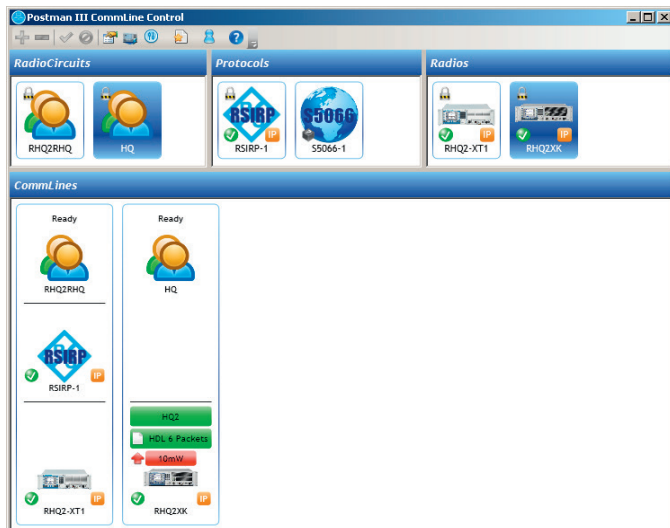 Postman III CommLine Control
RadioCircuits
Protocols
Radios
RHQ2RHQ
HQ
RSIRP
IP
RSIRP-1
S5066
S5066-1
IP
RHQ2-XT1
IP
RHQ2XK
CommLines
Ready
RHQ2RHQ
RSIRP
IP
RSIRP-1
IP
RHQ2-XT1
Ready
HQ
HQ2
HDL 6 Packets
10mW
IP
RHQ2XK